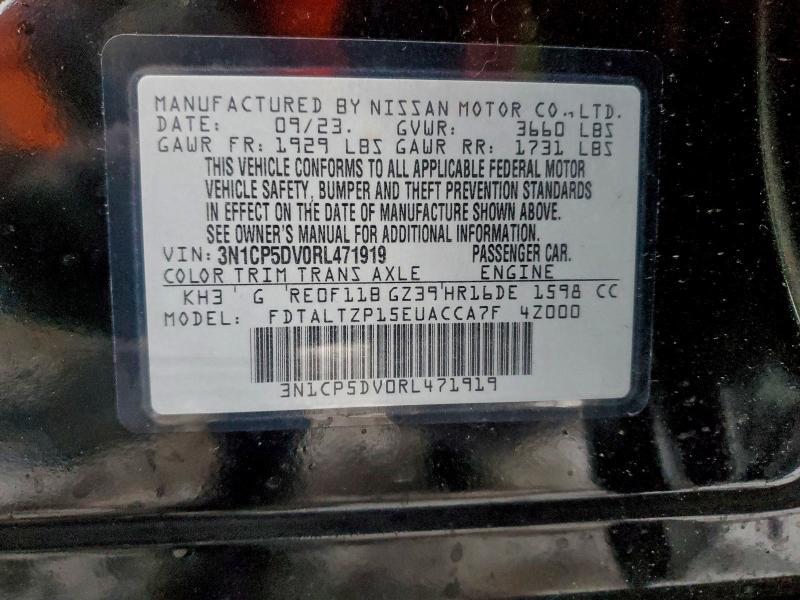 MANUFACTURED BY NISSAN MOTOR CO., LTD.
DATE: 09/23. GVWR: 3660 LBS
GAWR FR: 1929 LBS GAWR RR: 1731 LBS
THIS VEHICLE CONFORMS TO ALL APPLICABLE FEDERAL MOTOR
VEHICLE SAFETY, BUMPER AND THEFT PREVENTION STANDARDS
IN EFFECT ON THE DATE OF MANUFACTURE SHOWN ABOVE.
SEE OWNER'S MANUAL FOR ADDITIONAL INFORMATION.
VIN: 3N1CP5DV0RL471919 PASSENGER CAR.
COLOR TRIM TRANS AXLE ENGINE
KH3 G RE0F11B GZ39 HR16DE 1598 CC
MODEL: FDTALTZP15EUACCA7F 4Z000
3N1CP5DV0RL471919